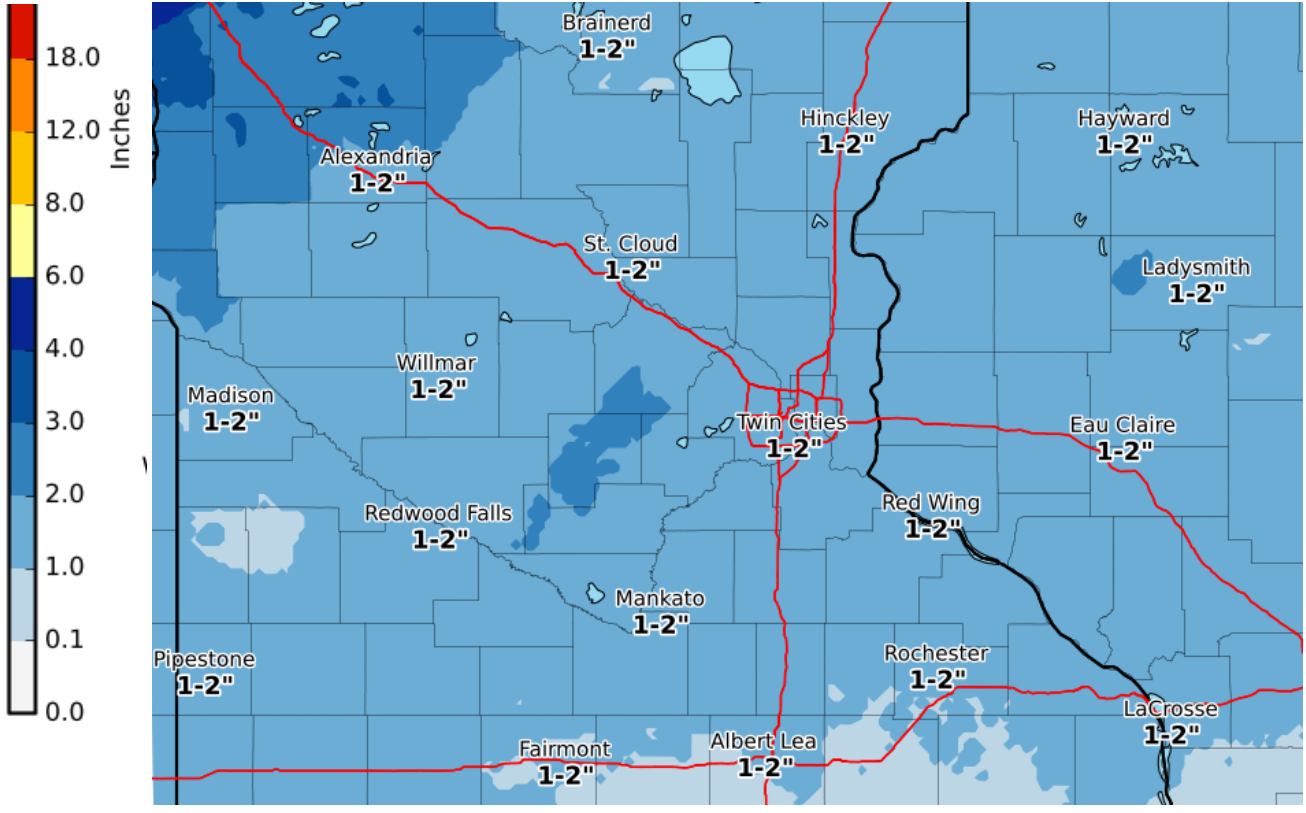 18.0
12.0
8.0
6.0
4.0
3.0
2.0
1.0
0.1
0.0
Inches
Brainerd
1-2"
Hinckley
1-2"
Hayward
1-2"
Alexandria
1-2"
St. Cloud
1-2"
Ladysmith
1-2"
Willmar
1-2"
Madison
1-2"
Twin Cities
1-2"
Eau Claire
1-2"
Redwood Falls
1-2"
Red Wing
1-2"
Mankato
1-2"
Pipestone
1-2"
Rochester
1-2"
LaCrosse
1-2"
Fairmont
1-2"
Albert Lea
1-2"